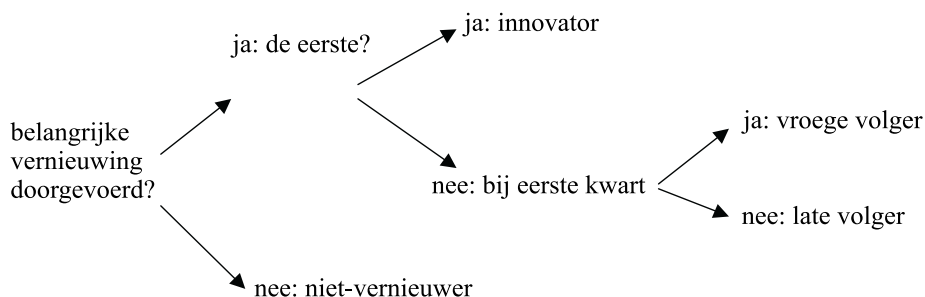 ja: innovator
ja: de eerste?
belangrijke
vernieuwing
doorgevoerd?
ja: vroege volger
nee: bij eerste kwart
nee: late volger
nee: niet-vernieuwer